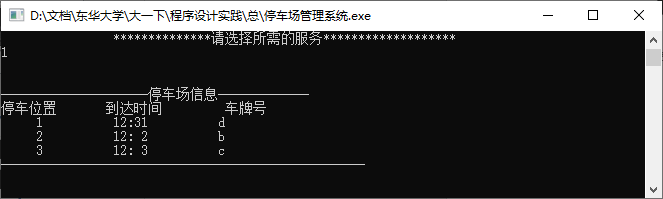 D:\文档\东华大学\大一下\程序设计实践\总\停车场管理系统.exe
**************请选择所需的服务*******************
1
————————————停车场信息————————
停车位置 到达时间 车牌号
1 12:31 d
2 12: 2 b
3 12: 3 c